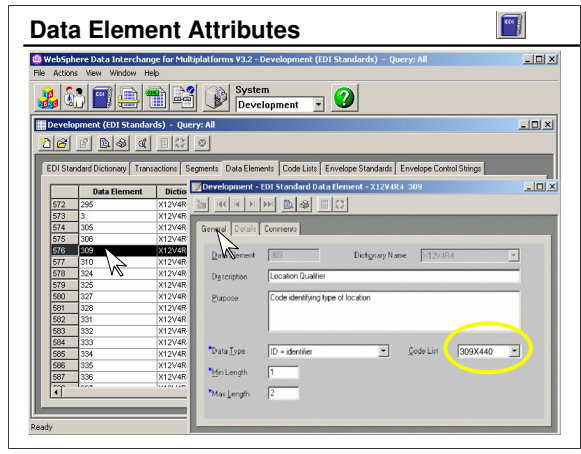 Data Element Attributes
EDI
WebSphere Data Interchange for Multiplatforms V3.2 - Development (EDI Standards) - Query: All
File Actions View Window Help
System
Development
Development (EDI Standards) - Query: All
EDI Standard Dictionary Transactions Segments Data Elements Code Lists Envelope Standards Envelope Control Strings
Data Element Dictio
572 295 X12V4R
573 3 X12V4R
574 305 X12V4R
575 306 X12V4R
576 309 X12V4R
577 310 X12V4R
578 324 X12V4R
579 325 X12V4R
580 327 X12V4R
581 328 X12V4R
582 331 X12V4R
583 332 X12V4R
584 333 X12V4R
585 334 X12V4R
586 335 X12V4R
587 336 X12V4R
Development - EDI Standard Data Element - X12V4R4 309
General Details Comments
Data Element 309 Dictionary Name X12V4R4
Description Location Qualifier
Purpose Code identifying type of location
*Data Type ID = identifier Code List 309X440
*Min Length 1
*Max Length 2
Ready